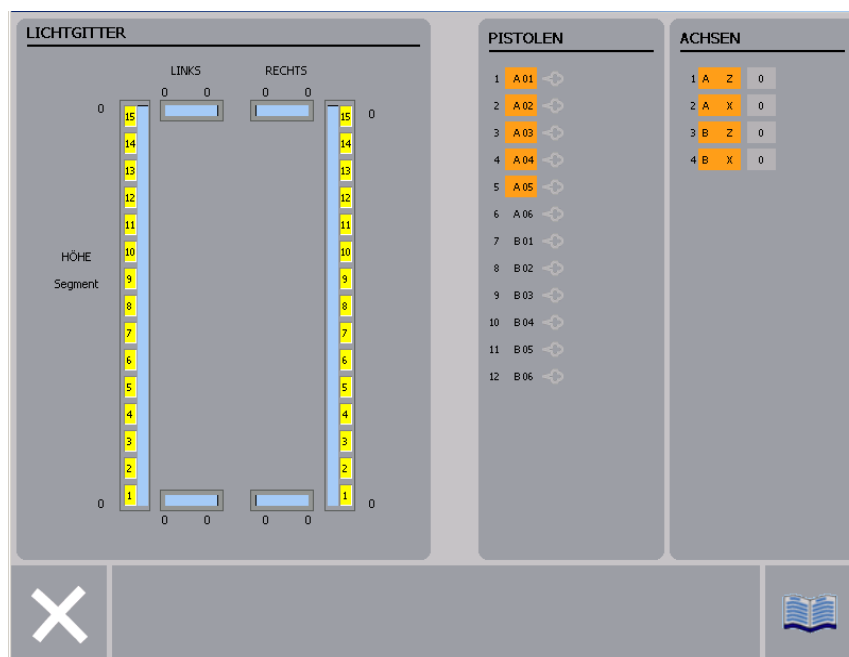 LICHTGITTER
LINKS RECHTS
0 0 0 0
0 15 15 0
14 14
13 13
12 12
11 11
HÖHE 10 10
Segment 9 9
8 8
7 7
6 6
5 5
4 4
3 3
2 2
0 1 1 0
0 0 0 0
PISTOLEN
1 A 01
2 A 02
3 A 03
4 A 04
5 A 05
6 A 06
7 B 01
8 B 02
9 B 03
10 B 04
11 B 05
12 B 06
ACHSEN
1 A Z 0
2 A X 0
3 B Z 0
4 B X 0